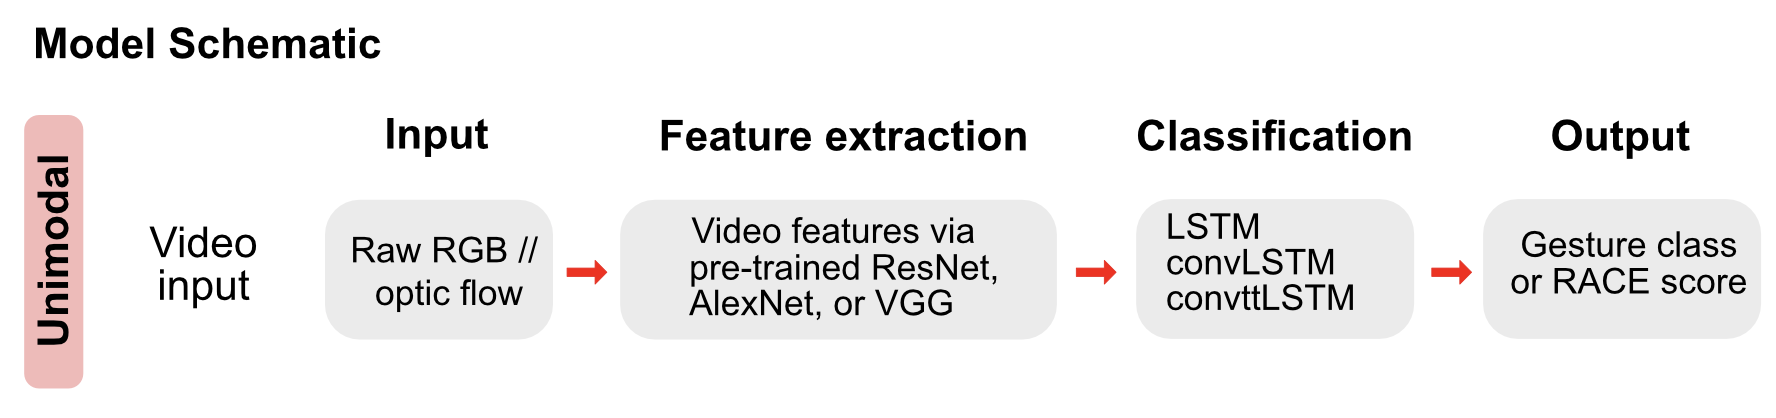 Model Schematic
Unimodal
Video
input
Input
Raw RGB //
optic flow
Feature extraction
Video features via
pre-trained ResNet,
AlexNet, or VGG
Classification
LSTM
convLSTM
convttLSTM
Output
Gesture class
or RACE score